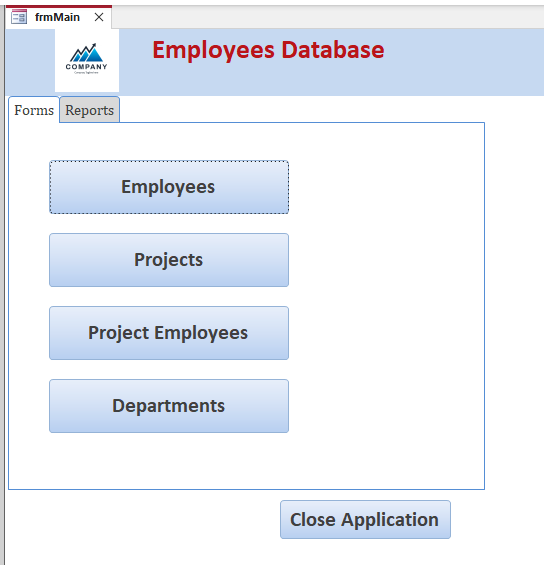 frmMain
Employees Database
COMPANY
Forms Reports
Employees
Projects
Project Employees
Departments
Close Application